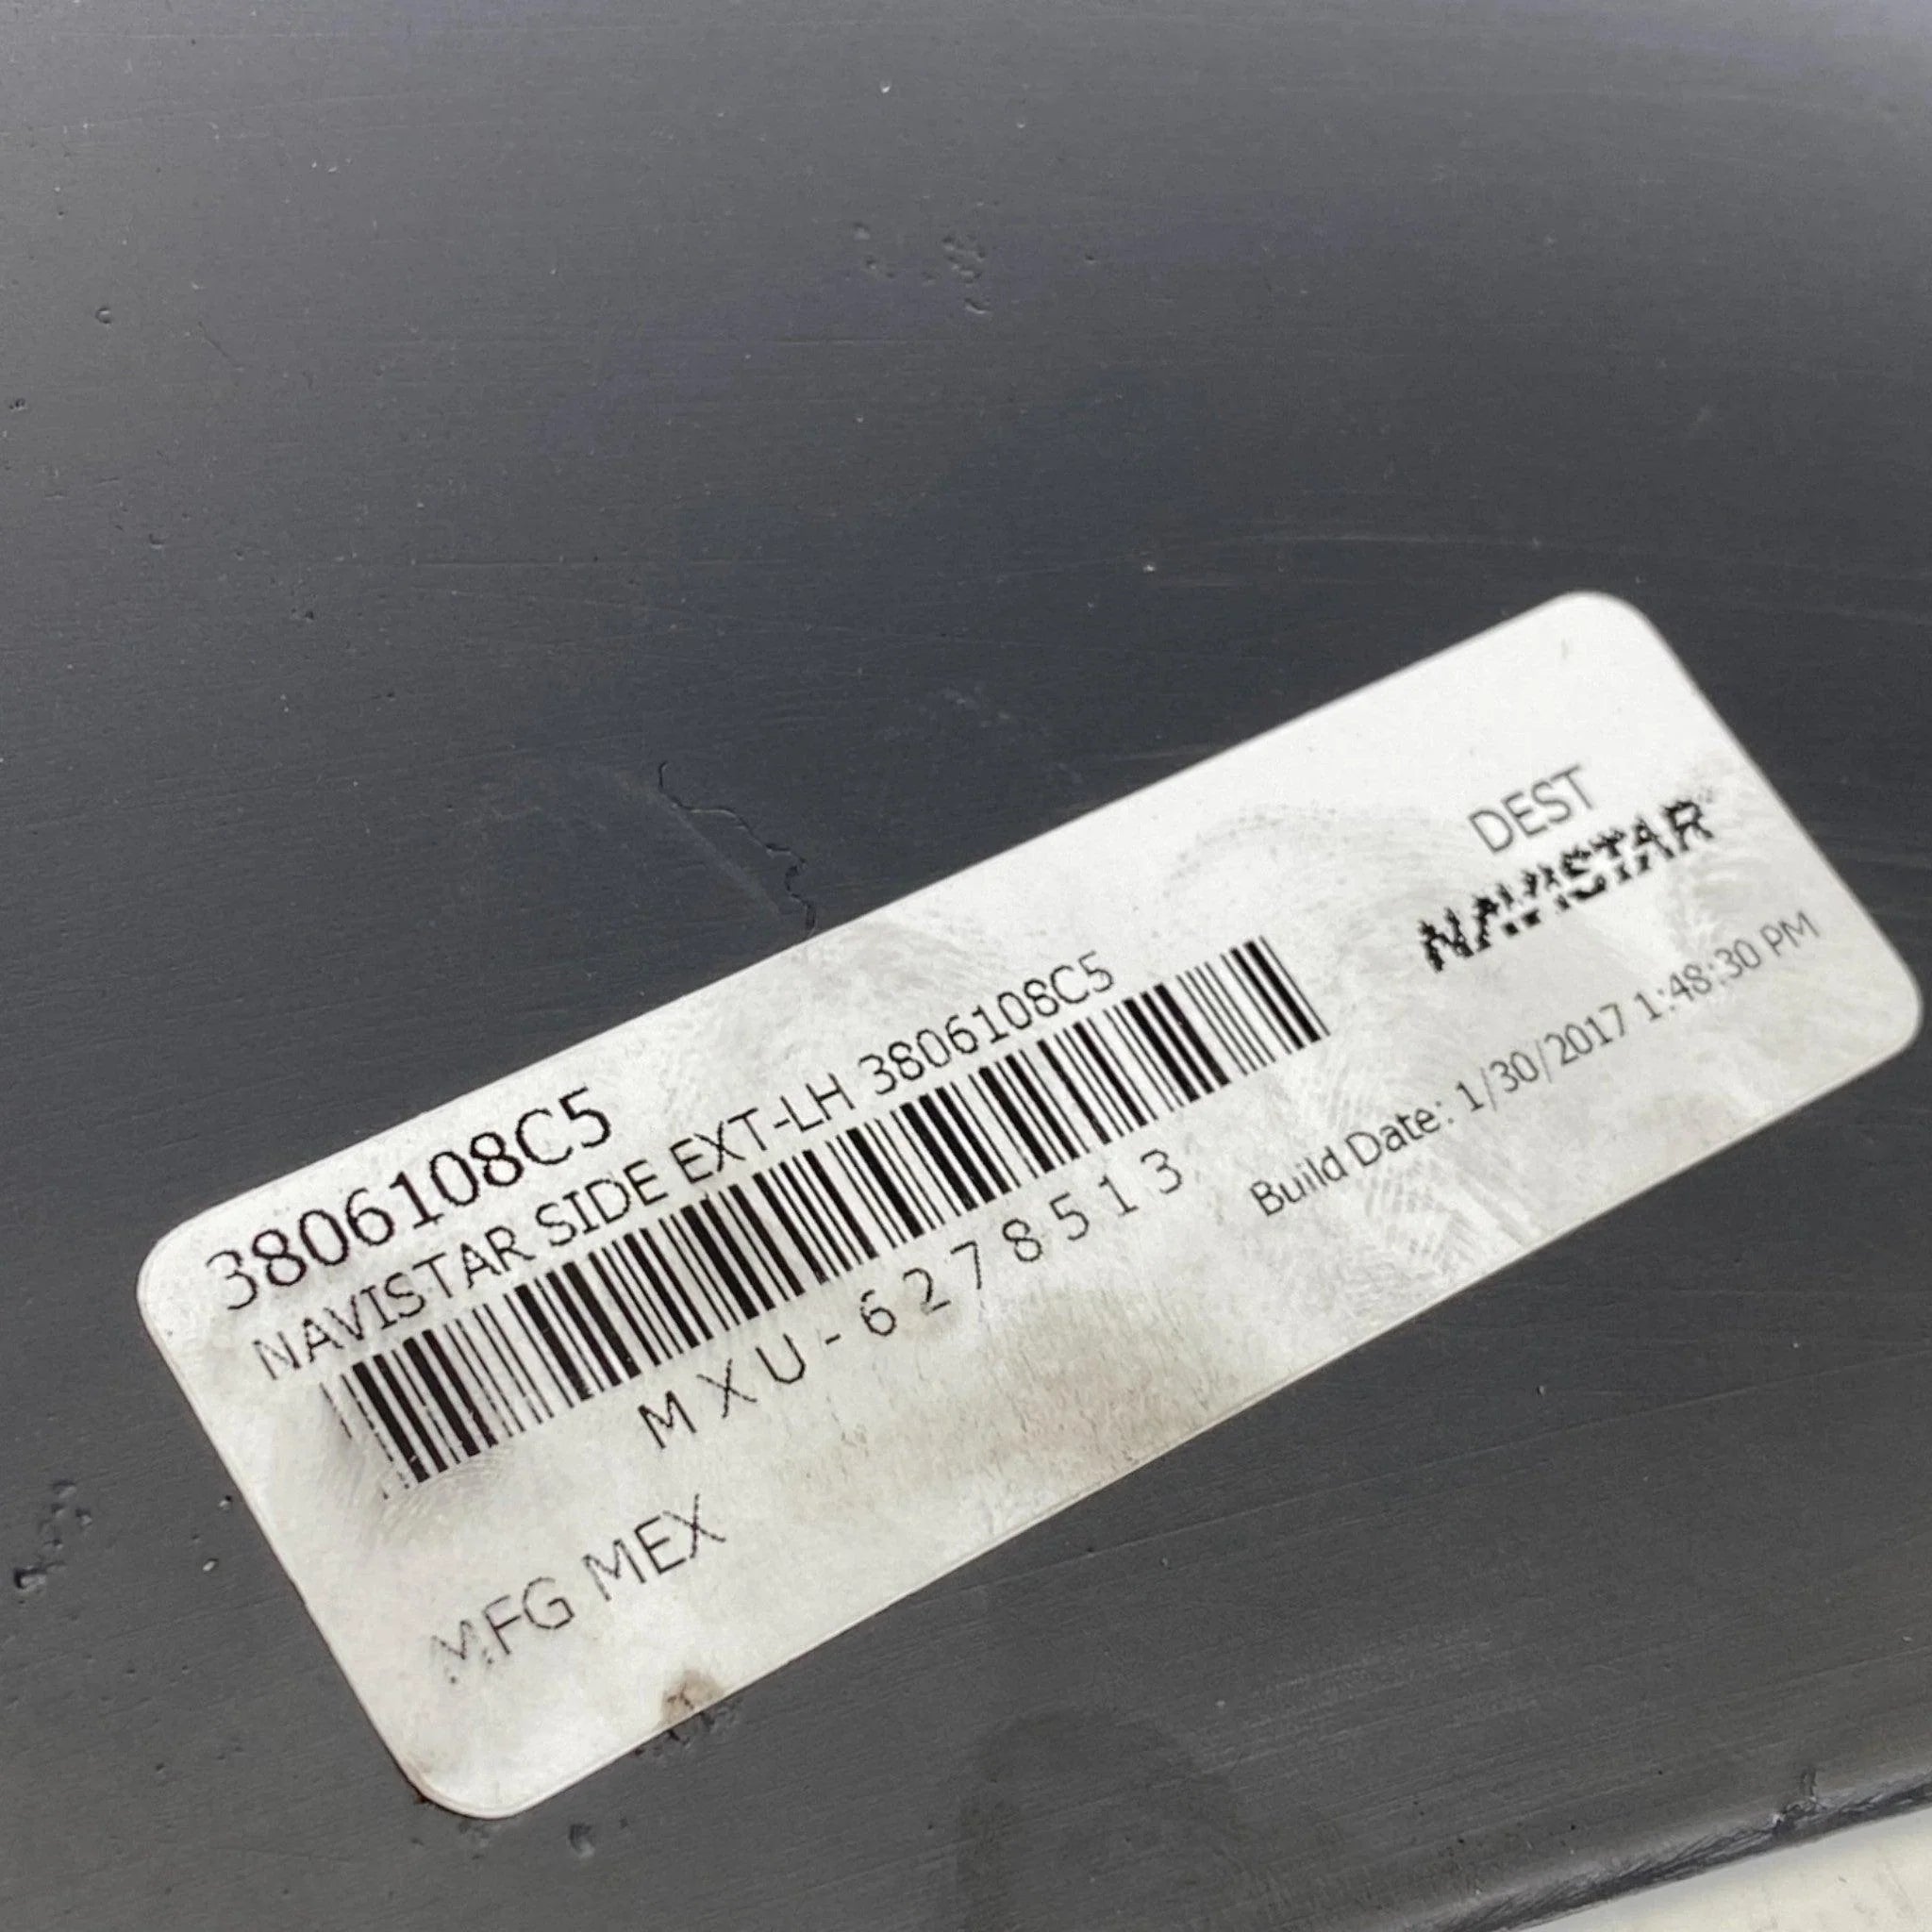 3806108C5
NAVISTAR SIDE EXT-LH 3806108C5
MXU-6278513
MFG MEX
DEST
NAVISTAR
Build Date: 1/30/2017 1:48:30 PM